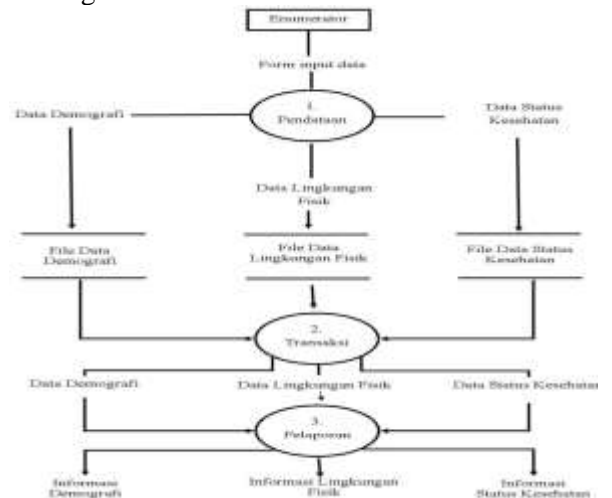 Enumerator
Form input data
Data Demografi
1.
Pendataan
Data Status
Kesehatan
Data Lingkungan
Fisik
File Data
Demografi
File Data
Lingkungan Fisik
File Data Status
Kesehatan
2.
Transaksi
Data Demografi
Data Lingkungan Fisik
Data Status Kesehatan
3.
Pelaporan
Informasi
Demografi
Informasi Lingkungan
Fisik
Informasi
Status Kesehatan